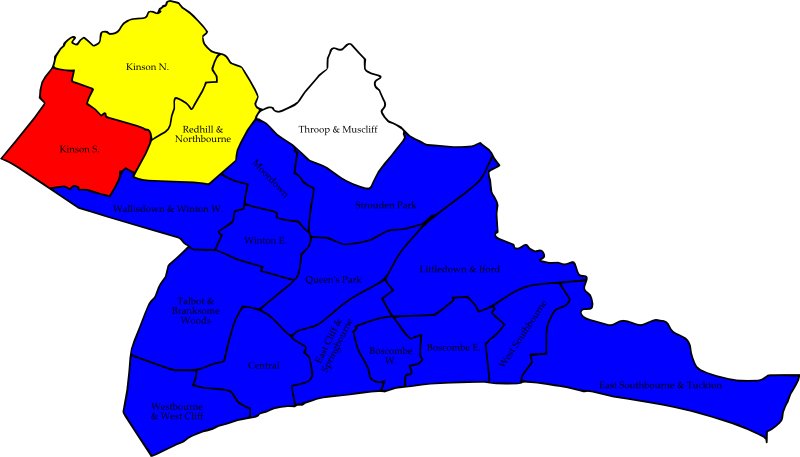 Kinson N.
Redhill &
Northbourne
Throop & Muscliff
Kinson S.
Moordown
Wallisdown & Winton W.
Strouden Park
Winton E.
Queen's Park
Littledown & Iford
Talbot &
Branksome
Woods
East Cliff &
Springbourne
West Southbourne
Boscombe
W.
Boscombe E.
Central
East Southbourne & Tuckton
Westbourne
& West Cliff